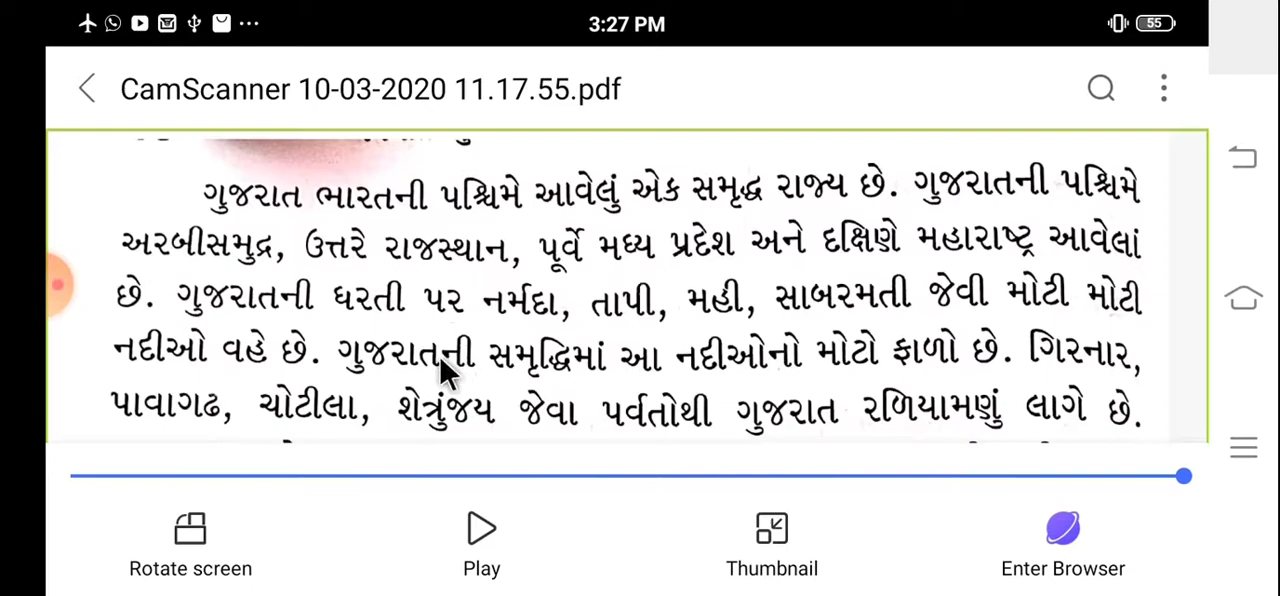 3:27 PM
55
CamScanner 10-03-2020 11.17.55.pdf
ગુજરાત ભારતની પશ્ચિમે આવેલું એક સમૃદ્ધ રાજ્ય છે. ગુજરાતની પશ્ચિમે
અરબીસમુદ્ર, ઉત્તરે રાજસ્થાન, પૂર્વે મધ્ય પ્રદેશ અને દક્ષિણે મહારાષ્ટ્ર આવેલાં
છે. ગુજરાતની ધરતી પર નર્મદા, તાપી, મહી, સાબરમતી જેવી મોટી મોટી
નદીઓ વહે છે. ગુજરાતની સમૃદ્ધિમાં આ નદીઓનો મોટો ફાળો છે. ગિરનાર,
પાવાગઢ, ચોટીલા, શેત્રુંજય જેવા પર્વતોથી ગુજરાત રળિયામણું લાગે છે.
Rotate screen
Play
Thumbnail
Enter Browser